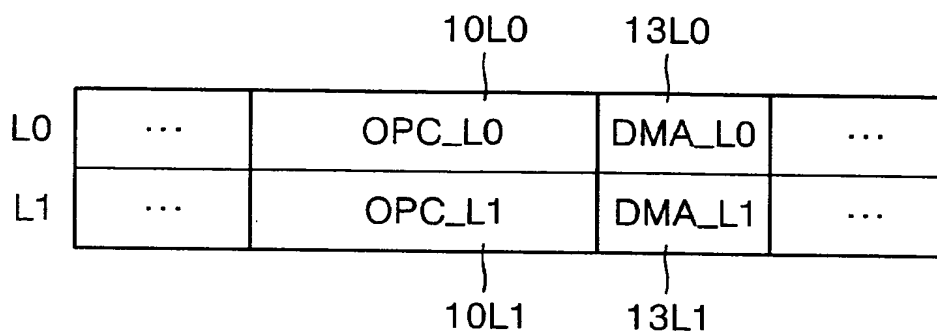 10L0 13L0
L0 ... OPC_L0 DMA_L0 ...
L1 ... OPC_L1 DMA_L1 ...
10L1 13L1